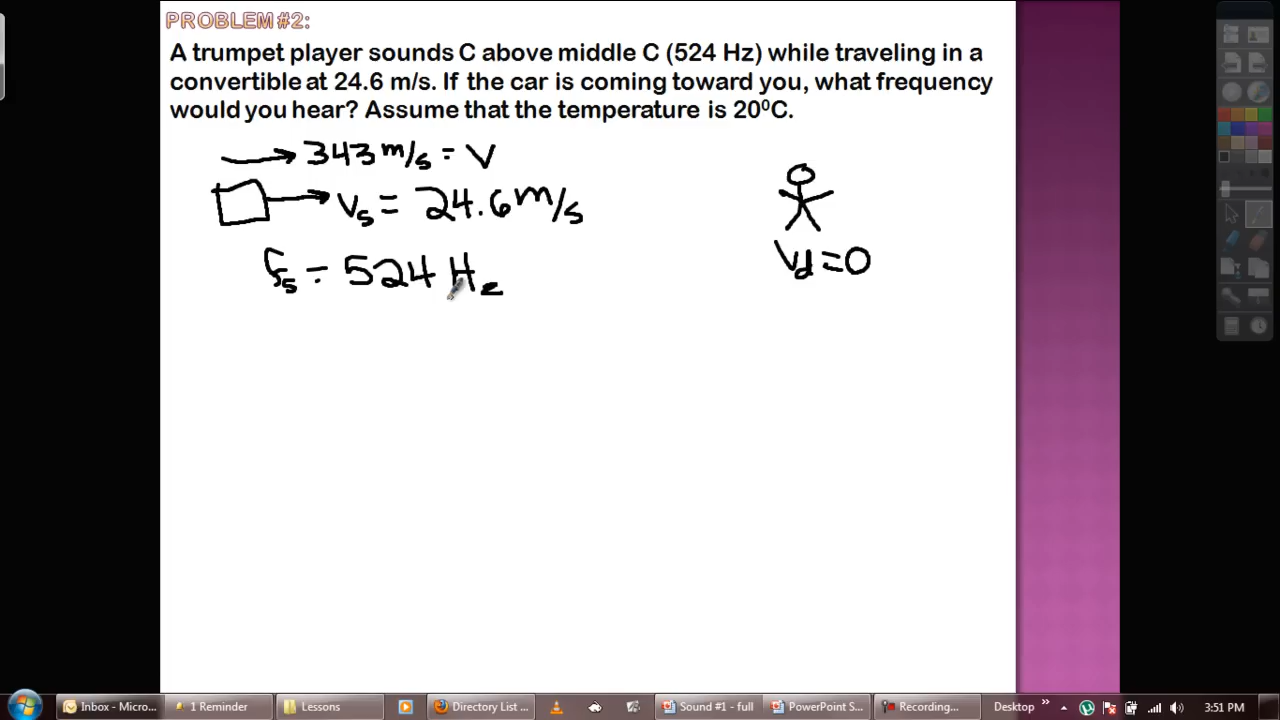 PROBLEM #2:
A trumpet player sounds C above middle C (524 Hz) while traveling in a
convertible at 24.6 m/s. If the car is coming toward you, what frequency
would you hear? Assume that the temperature is 20⁰C.
343 m/s = V
Vs = 24.6 m/s
fs = 524 Hz
Vd = 0
Inbox - Micro...
1 Reminder
Lessons
Directory List ...
Sound #1 - full
PowerPoint S...
Recording...
Desktop
3:51 PM